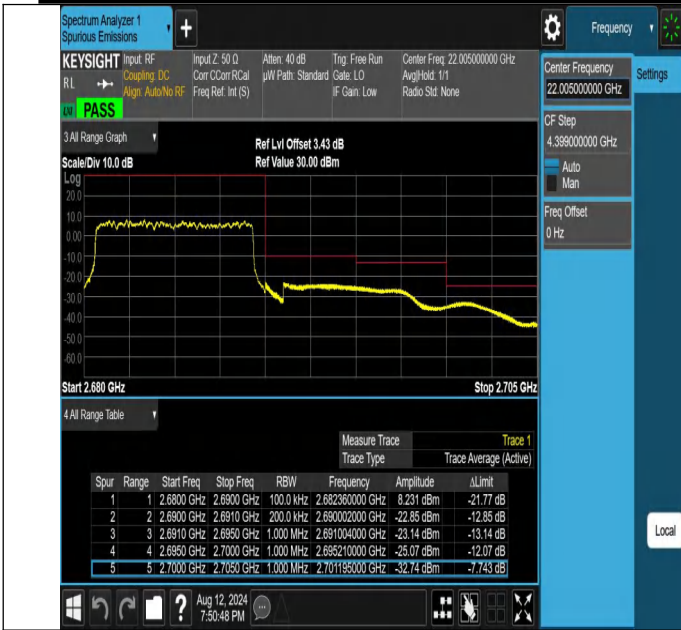 Spectrum Analyzer 1
Spurious Emissions
Frequency
KEYSIGHT
RL
PASS
Input: RF
Coupling: DC
Align: Auto/No RF
Input Z: 50 Ω
Corr CCorr RCal
Freq Ref: Int (S)
Atten: 40 dB
µW Path: Standard
Trig: Free Run
Gate: LO
IF Gain: Low
Center Freq: 22.005000000 GHz
Avg|Hold: 1/1
Radio Std: None
Center Frequency
22.005000000 GHz
Settings
CF Step
4.399000000 GHz
Auto
Man
Freq Offset
0 Hz
Local
3 All Range Graph
Scale/Div 10.0 dB
Ref Lvl Offset 3.43 dB
Ref Value 30.00 dBm
Log
20.0
10.0
0.00
-10.0
-20.0
-30.0
-40.0
-50.0
-60.0
Start 2.680 GHz
Stop 2.705 GHz
4 All Range Table
Measure Trace Trace 1
Trace Type Trace Average (Active)
Spur Range Start Freq Stop Freq RBW Frequency Amplitude ΔLimit
1 1 2.6800 GHz 2.6900 GHz 100.0 kHz 2.682360000 GHz 8.231 dBm -21.77 dB
2 2 2.6900 GHz 2.6910 GHz 200.0 kHz 2.690002000 GHz -22.85 dBm -12.85 dB
3 3 2.6910 GHz 2.6950 GHz 1.000 MHz 2.691004000 GHz -23.14 dBm -13.14 dB
4 4 2.6950 GHz 2.7000 GHz 1.000 MHz 2.695210000 GHz -25.07 dBm -12.07 dB
5 5 2.7000 GHz 2.7050 GHz 1.000 MHz 2.701195000 GHz -32.74 dBm -7.743 dB
Aug 12, 2024
7:50:48 PM